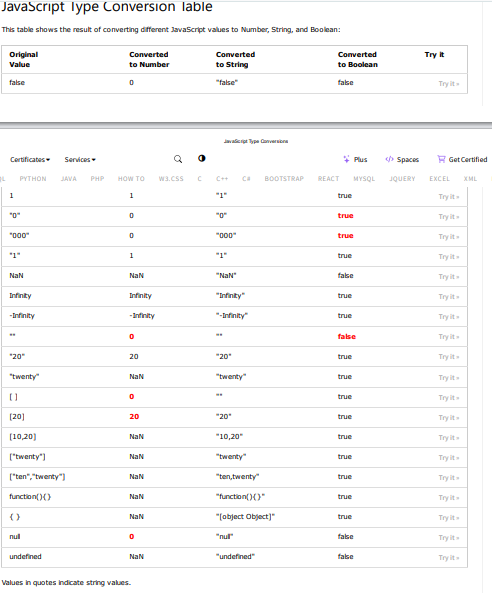 JavaScript Type Conversion Table
This table shows the result of converting different JavaScript values to Number, String, and Boolean:
Original Value Converted to Number Converted to String Converted to Boolean Try it
false 0 "false" false Try it »
JavaScript Type Conversions
Certificates▾ Services▾ Plus </> Spaces Get Certified
QL PYTHON JAVA PHP HOW TO W3.CSS C C++ C# BOOTSTRAP REACT MYSQL JQUERY EXCEL XML
1 1 "1" true Try it »
"0" 0 "0" true Try it »
"000" 0 "000" true Try it »
"1" 1 "1" true Try it »
NaN NaN "NaN" false Try it »
Infinity Infinity "Infinity" true Try it »
-Infinity -Infinity "-Infinity" true Try it »
"" 0 "" false Try it »
"20" 20 "20" true Try it »
"twenty" NaN "twenty" true Try it »
[ ] 0 "" true Try it »
[20] 20 "20" true Try it »
[10,20] NaN "10,20" true Try it »
["twenty"] NaN "twenty" true Try it »
["ten","twenty"] NaN "ten,twenty" true Try it »
function(){} NaN "function(){}" true Try it »
{ } NaN "[object Object]" true Try it »
null 0 "null" false Try it »
undefined NaN "undefined" false Try it »
Values in quotes indicate string values.